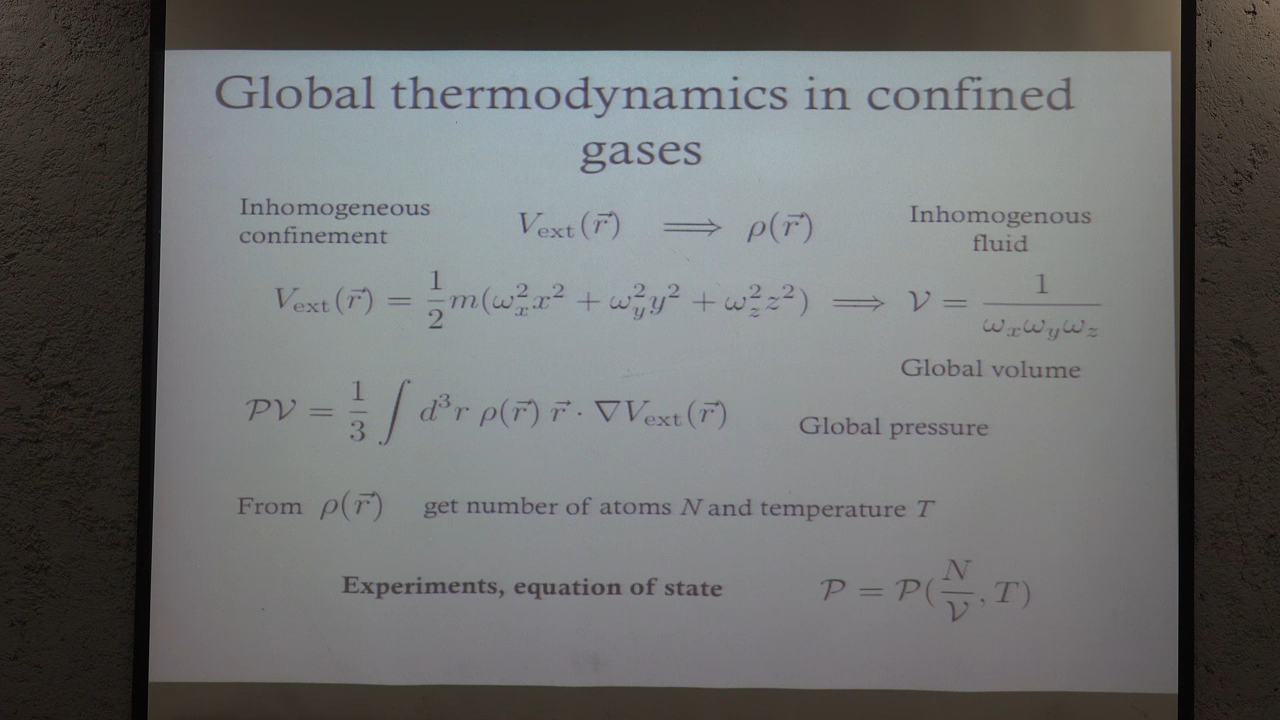 Global thermodynamics in confined
gases
Inhomogeneous
confinement
V_ext(r⃗) ⟹ ρ(r⃗)
Inhomogenous
fluid
V_ext(r⃗) = 1/2 m(ω_x²x² + ω_y²y² + ω_z²z²) ⟹ 𝒱 = 1/(ω_xω_yω_z)
Global volume
𝒫𝒱 = 1/3 ∫ d³r ρ(r⃗) r⃗ · ∇V_ext(r⃗)
Global pressure
From ρ(r⃗) get number of atoms N and temperature T
Experiments, equation of state 𝒫 = 𝒫(N/𝒱, T)